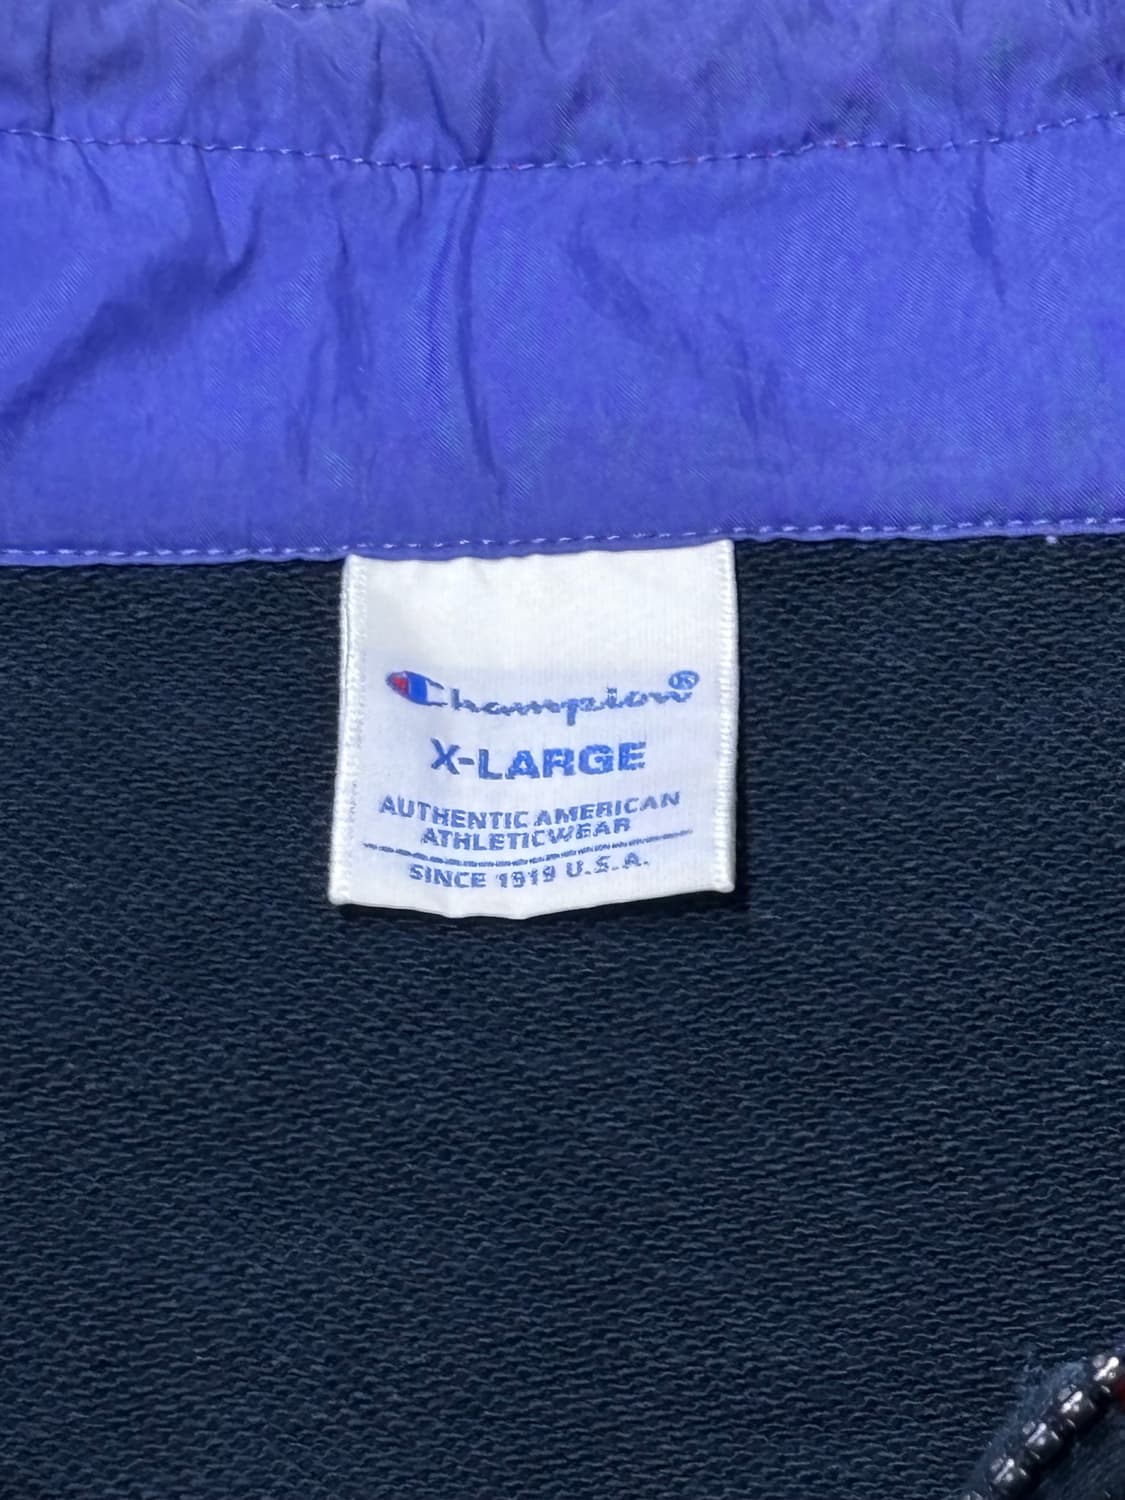 Champion®
X-LARGE
AUTHENTIC AMERICAN
ATHLETICWEAR
SINCE 1919 U.S.A.